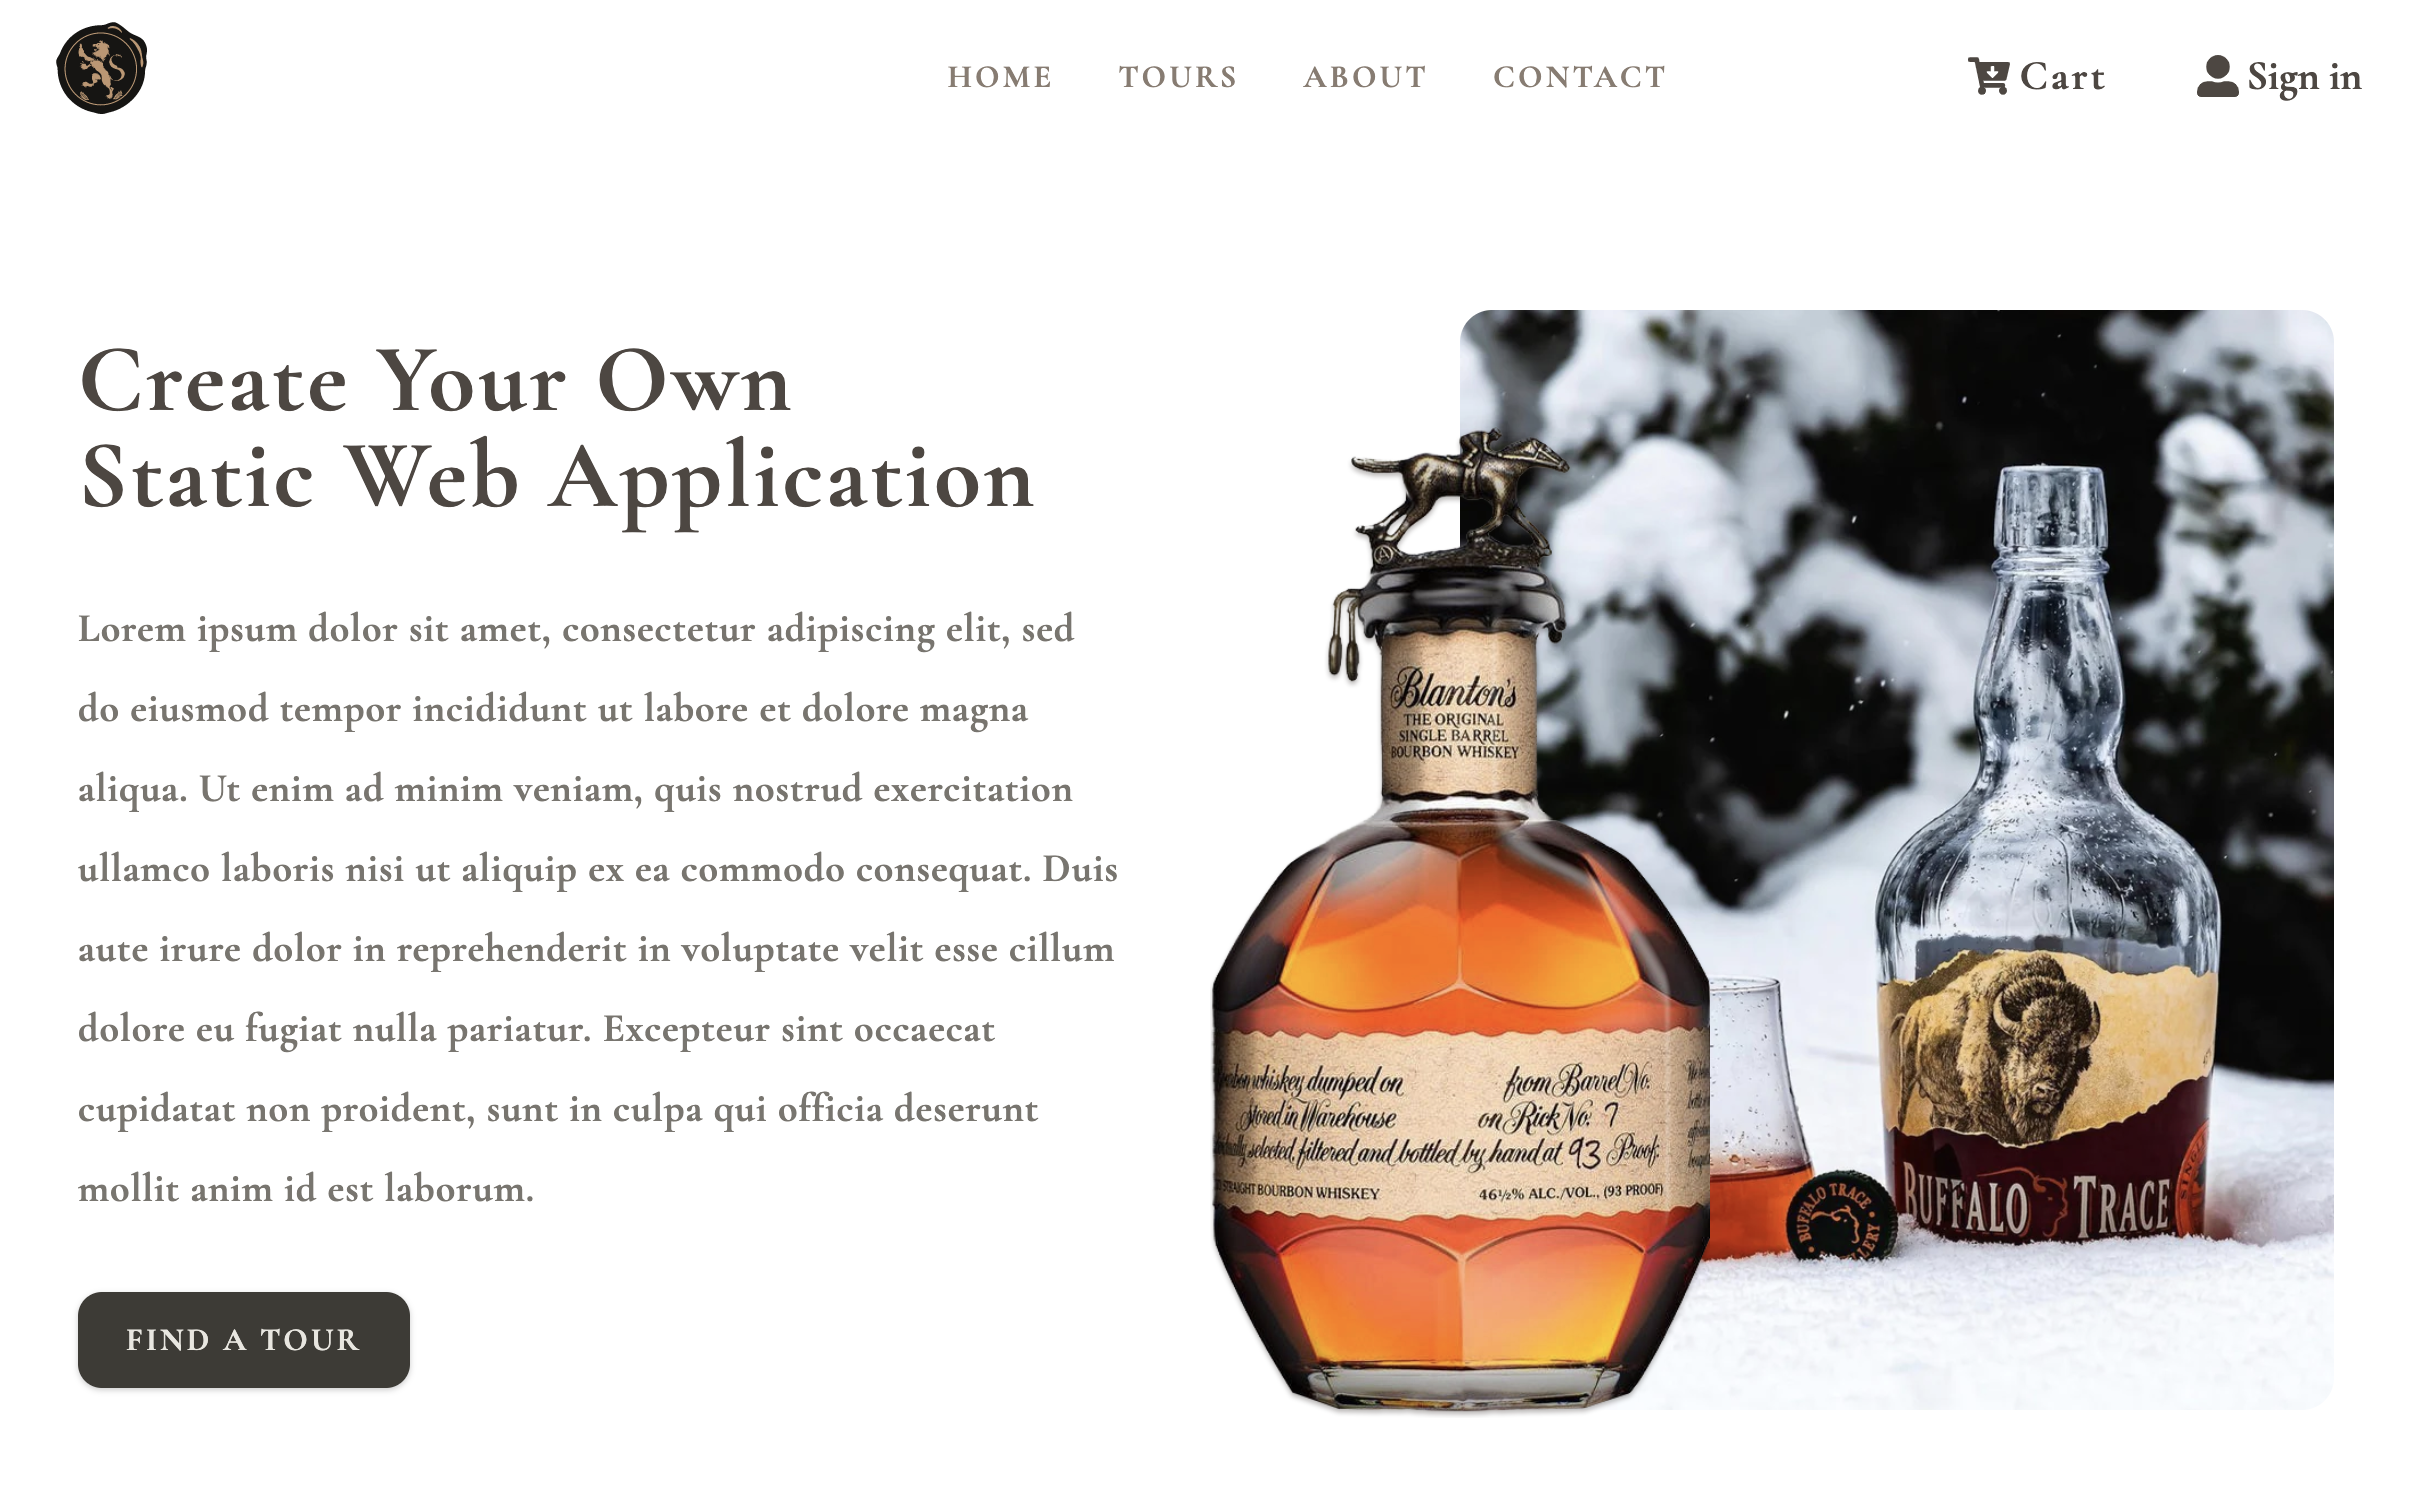 HOME TOURS ABOUT CONTACT
Cart
Sign in
Create Your Own
Static Web Application
Lorem ipsum dolor sit amet, consectetur adipiscing elit, sed
do eiusmod tempor incididunt ut labore et dolore magna
aliqua. Ut enim ad minim veniam, quis nostrud exercitation
ullamco laboris nisi ut aliquip ex ea commodo consequat. Duis
aute irure dolor in reprehenderit in voluptate velit esse cillum
dolore eu fugiat nulla pariatur. Excepteur sint occaecat
cupidatat non proident, sunt in culpa qui officia deserunt
mollit anim id est laborum.
FIND A TOUR
Blanton's
THE ORIGINAL
SINGLE BARREL
BOURBON WHISKEY
whiskey dumped on from Barrel No.
Stored in Warehouse on Rick No. 7
selected, filtered and bottled by hand at 93 Proof.
STRAIGHT BOURBON WHISKEY 46½% ALC./VOL., (93 PROOF)
BUFFALO TRACE
BUFFALO TRACE